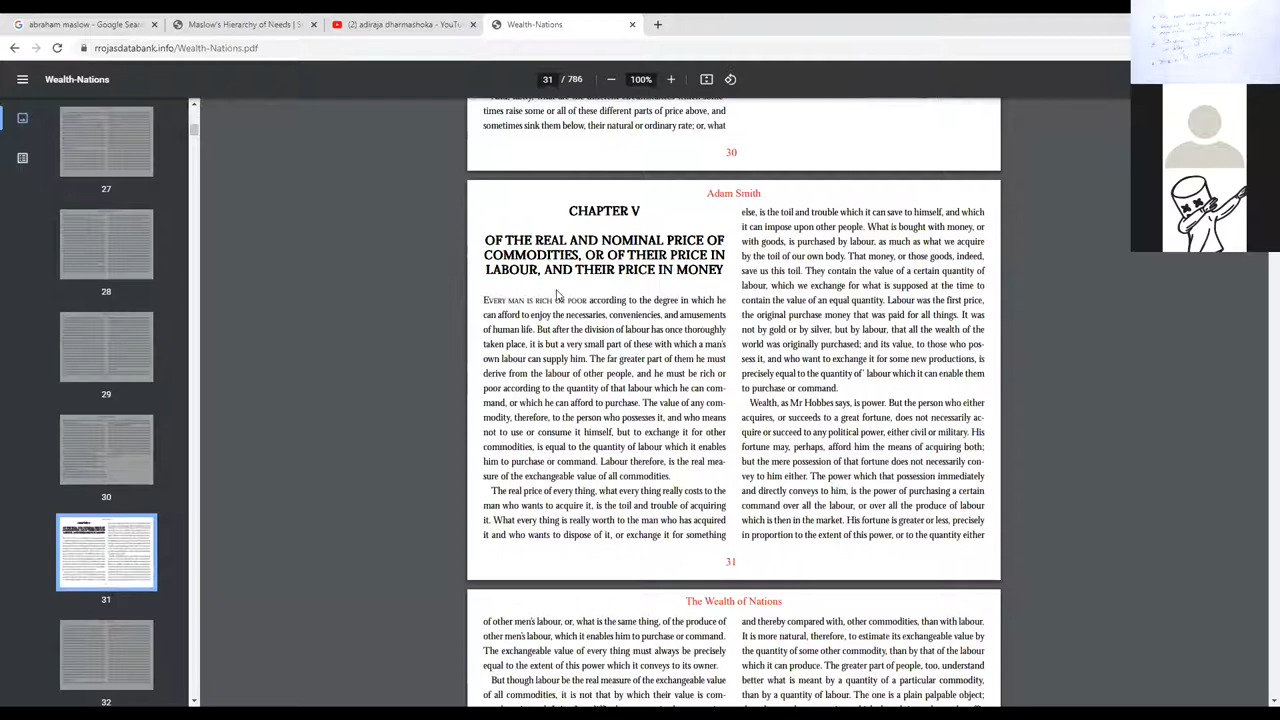 abraham maslow - Google Sear
Maslow's Hierarchy of Needs | S
(2) adiraja dharmashoka - YouTu
Wealth-Nations
rrojasdatabank.info/Wealth-Nations.pdf
Wealth-Nations
31 / 786
100%
27
28
29
30
31
32
times raise some or all of these different parts of price above, and
sometimes sink them below, their natural or ordinary rate; or, what
30
Adam Smith
CHAPTER V
OF THE REAL AND NOMINAL PRICE OF
COMMODITIES, OR OF THEIR PRICE IN
LABOUR, AND THEIR PRICE IN MONEY
EVERY MAN IS RICH OR POOR according to the degree in which he
can afford to enjoy the necessaries, conveniencies, and amusements
of human life. But after the division of labour has once thoroughly
taken place, it is but a very small part of these with which a man's
own labour can supply him. The far greater part of them he must
derive from the labour of other people, and he must be rich or
poor according to the quantity of that labour which he can com-
mand, or which he can afford to purchase. The value of any com-
modity, therefore, to the person who possesses it, and who means
not to use or consume it himself, but to exchange it for other
commodities, is equal to the quantity of labour which it enables
him to purchase or command. Labour therefore, is the real mea-
sure of the exchangeable value of all commodities.
The real price of every thing, what every thing really costs to the
man who wants to acquire it, is the toil and trouble of acquiring
it. What every thing is really worth to the man who has acquired
it and who wants to dispose of it, or exchange it for something
else, is the toil and trouble which it can save to himself, and which
it can impose upon other people. What is bought with money, or
with goods, is purchased by labour, as much as what we acquire
by the toil of our own body. That money, or those goods, indeed,
save us this toil. They contain the value of a certain quantity of
labour, which we exchange for what is supposed at the time to
contain the value of an equal quantity. Labour was the first price,
the original purchase money that was paid for all things. It was
not by gold or by silver, but by labour, that all the wealth of the
world was originally purchased; and its value, to those who pos-
sess it, and who want to exchange it for some new productions, is
precisely equal to the quantity of' labour which it can enable them
to purchase or command.
Wealth, as Mr Hobbes says, is power. But the person who either
acquires, or succeeds to a great fortune, does not necessarily ac-
quire or succeed to any political power, either civil or military. His
fortune may, perhaps, afford him the means of acquiring both;
but the mere possession of that fortune does not necessarily con-
vey to him either. The power which that possession immediately
and directly conveys to him, is the power of purchasing a certain
command over all the labour, or over all the produce of labour
which is then in the market. His fortune is greater or less, precisely
in proportion to the extent of this power, or to the quantity either
31
The Wealth of Nations
of other men's labour, or, what is the same thing, of the produce of
other men's labour, which it enables him to purchase or command.
The exchangeable value of every thing must always be precisely
equal to the extent of this power which it conveys to its owner.
But though labour be the real measure of the exchangeable value
of all commodities, it is not that by which their value is com-
and thereby compared with, other commodities, than with labour.
It is more natural, therefore, to estimate its exchangeable value by
the quantity of some other commodity, than by that of the labour
which it can produce. The greater part of people, too, understand
better what is meant by a quantity of a particular commodity,
than by a quantity of labour. The one is a plain palpable object;